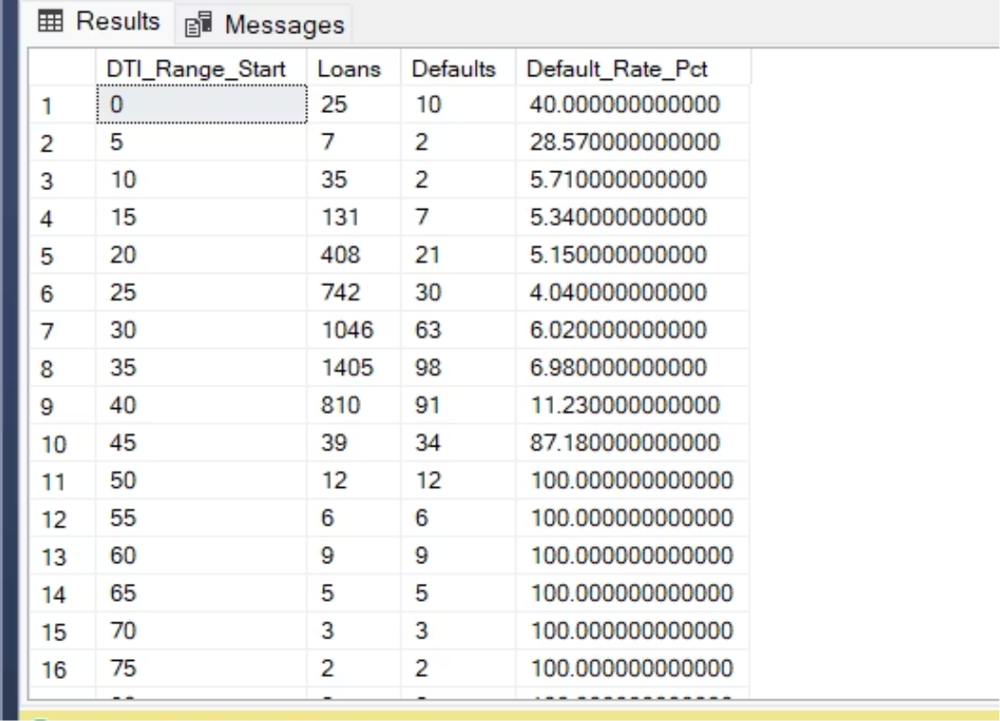 Results Messages
DTI_Range_Start Loans Defaults Default_Rate_Pct
1 0 25 10 40.000000000000
2 5 7 2 28.570000000000
3 10 35 2 5.710000000000
4 15 131 7 5.340000000000
5 20 408 21 5.150000000000
6 25 742 30 4.040000000000
7 30 1046 63 6.020000000000
8 35 1405 98 6.980000000000
9 40 810 91 11.230000000000
10 45 39 34 87.180000000000
11 50 12 12 100.000000000000
12 55 6 6 100.000000000000
13 60 9 9 100.000000000000
14 65 5 5 100.000000000000
15 70 3 3 100.000000000000
16 75 2 2 100.000000000000